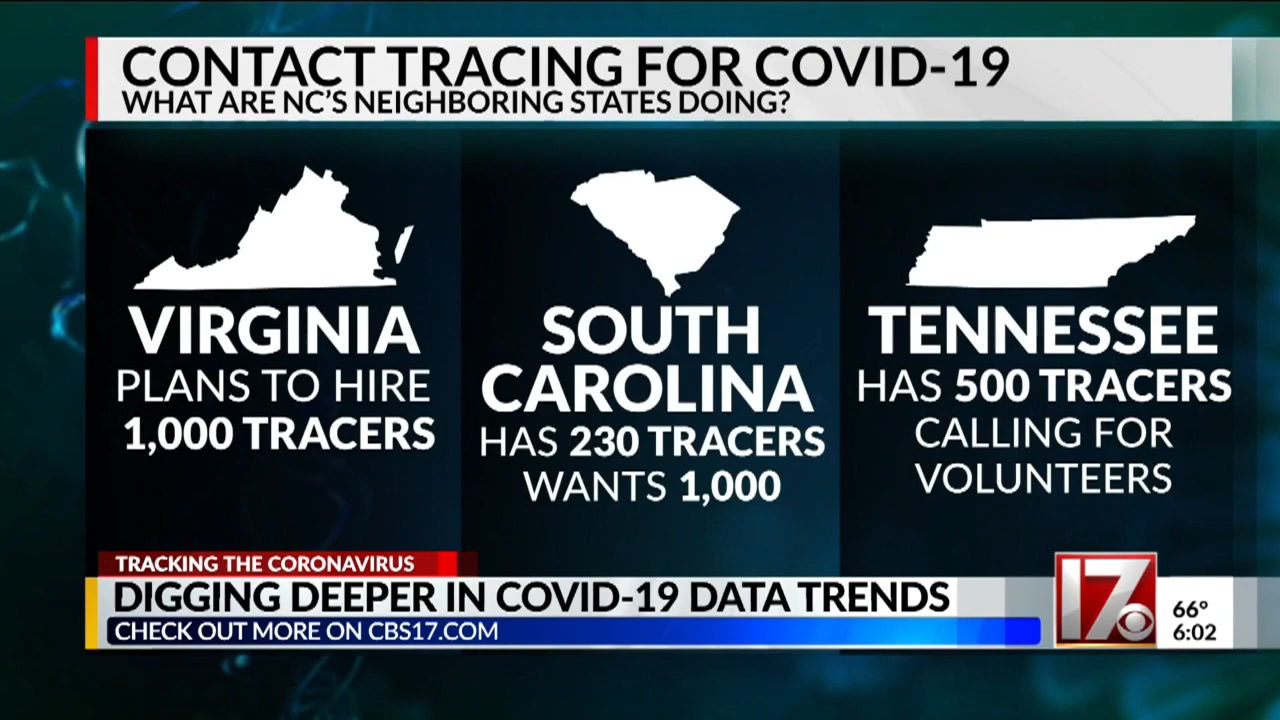 CONTACT TRACING FOR COVID-19
WHAT ARE NC'S NEIGHBORING STATES DOING?
VIRGINIA
PLANS TO HIRE
1,000 TRACERS
SOUTH
CAROLINA
HAS 230 TRACERS
WANTS 1,000
TENNESSEE
HAS 500 TRACERS
CALLING FOR
VOLUNTEERS
TRACKING THE CORONAVIRUS
DIGGING DEEPER IN COVID-19 DATA TRENDS
CHECK OUT MORE ON CBS17.COM
17
66°
6:02